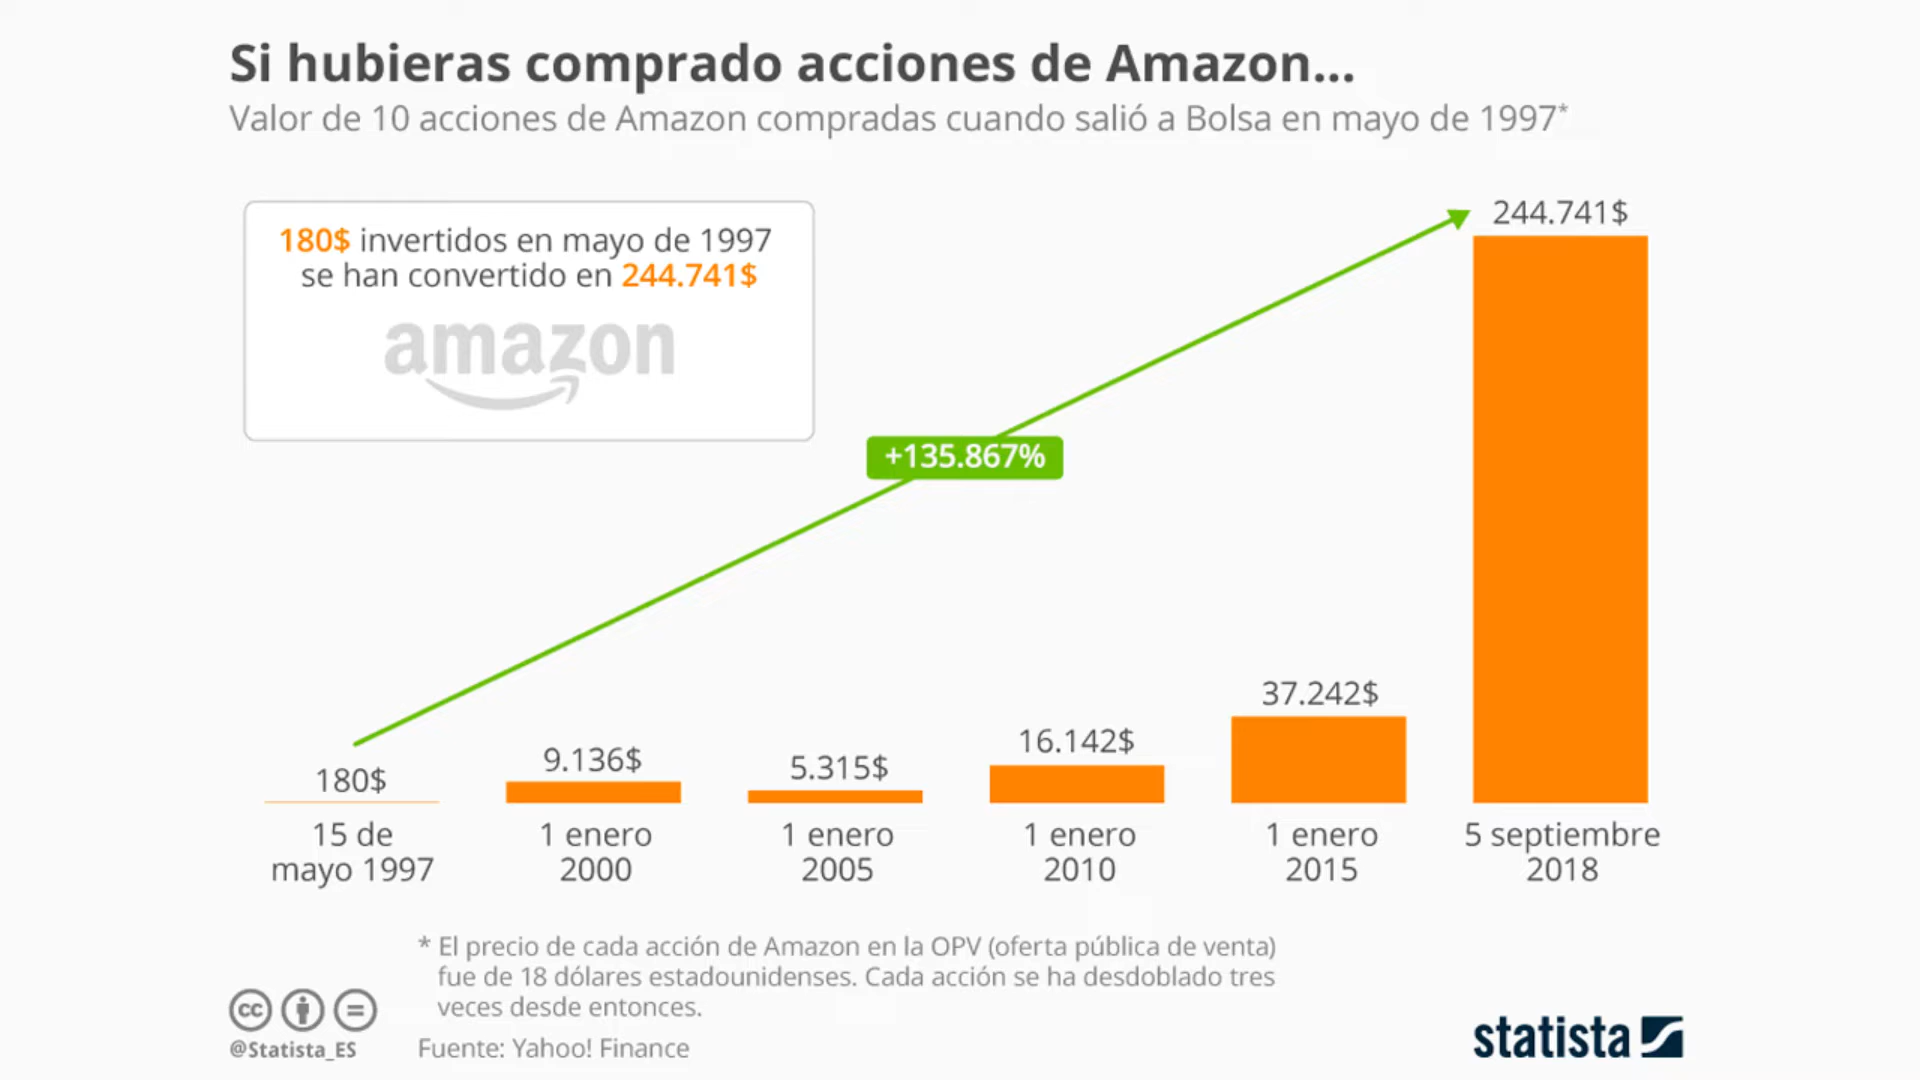 Si hubieras comprado acciones de Amazon...
Valor de 10 acciones de Amazon compradas cuando salió a Bolsa en mayo de 1997*
180$ invertidos en mayo de 1997
se han convertido en 244.741$
amazon
+135.867%
180$
9.136$
5.315$
16.142$
37.242$
244.741$
15 de
mayo 1997
1 enero
2000
1 enero
2005
1 enero
2010
1 enero
2015
5 septiembre
2018
* El precio de cada acción de Amazon en la OPV (oferta pública de venta)
fue de 18 dólares estadounidenses. Cada acción se ha desdoblado tres
veces desde entonces.
Fuente: Yahoo! Finance
cc
@Statista_ES
statista